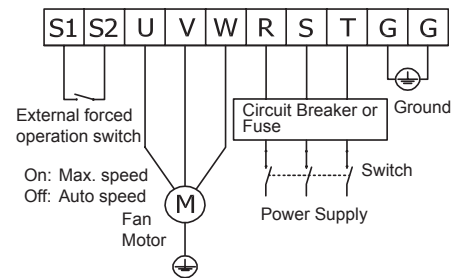 S1 S2 U V W R S T G G
External forced
operation switch
Circuit Breaker or
Fuse
Ground
On: Max. speed
Off: Auto speed
Switch
M
Fan
Motor
Power Supply